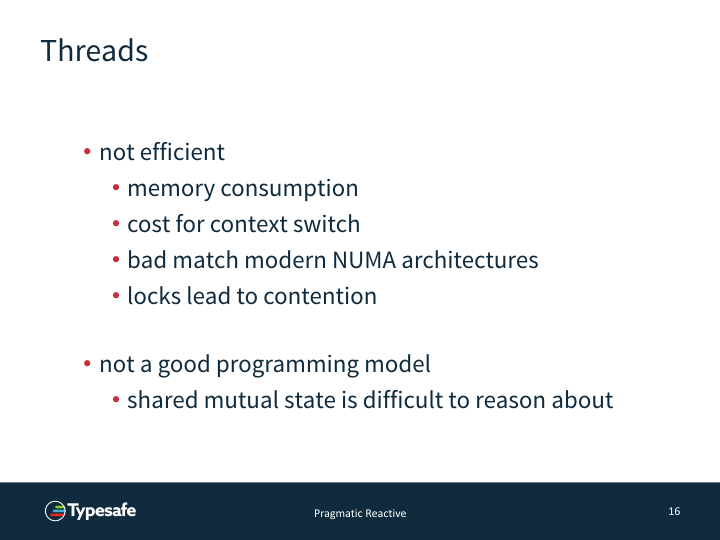 Threads
• not efficient
• memory consumption
• cost for context switch
• bad match modern NUMA architectures
• locks lead to contention
• not a good programming model
• shared mutual state is difficult to reason about
Typesafe
Pragmatic Reactive
16